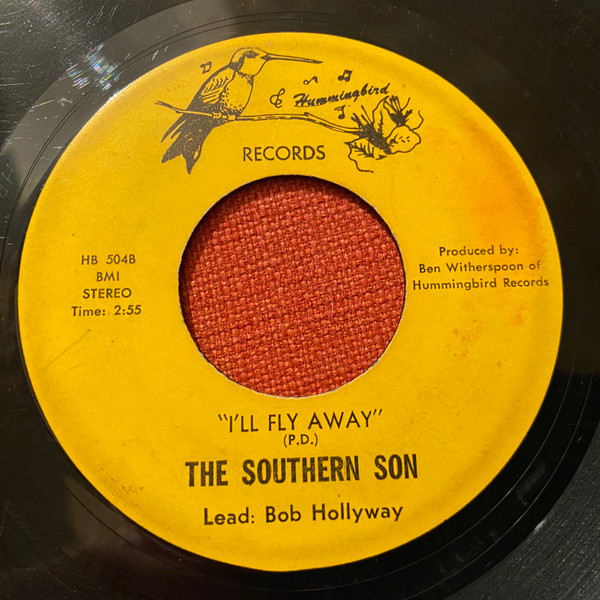 Hummingbird
RECORDS
HB 504B
BMI
STEREO
Time: 2:55
Produced by:
Ben Witherspoon of
Hummingbird Records
"I'LL FLY AWAY"
(P.D.)
THE SOUTHERN SON
Lead: Bob Hollyway